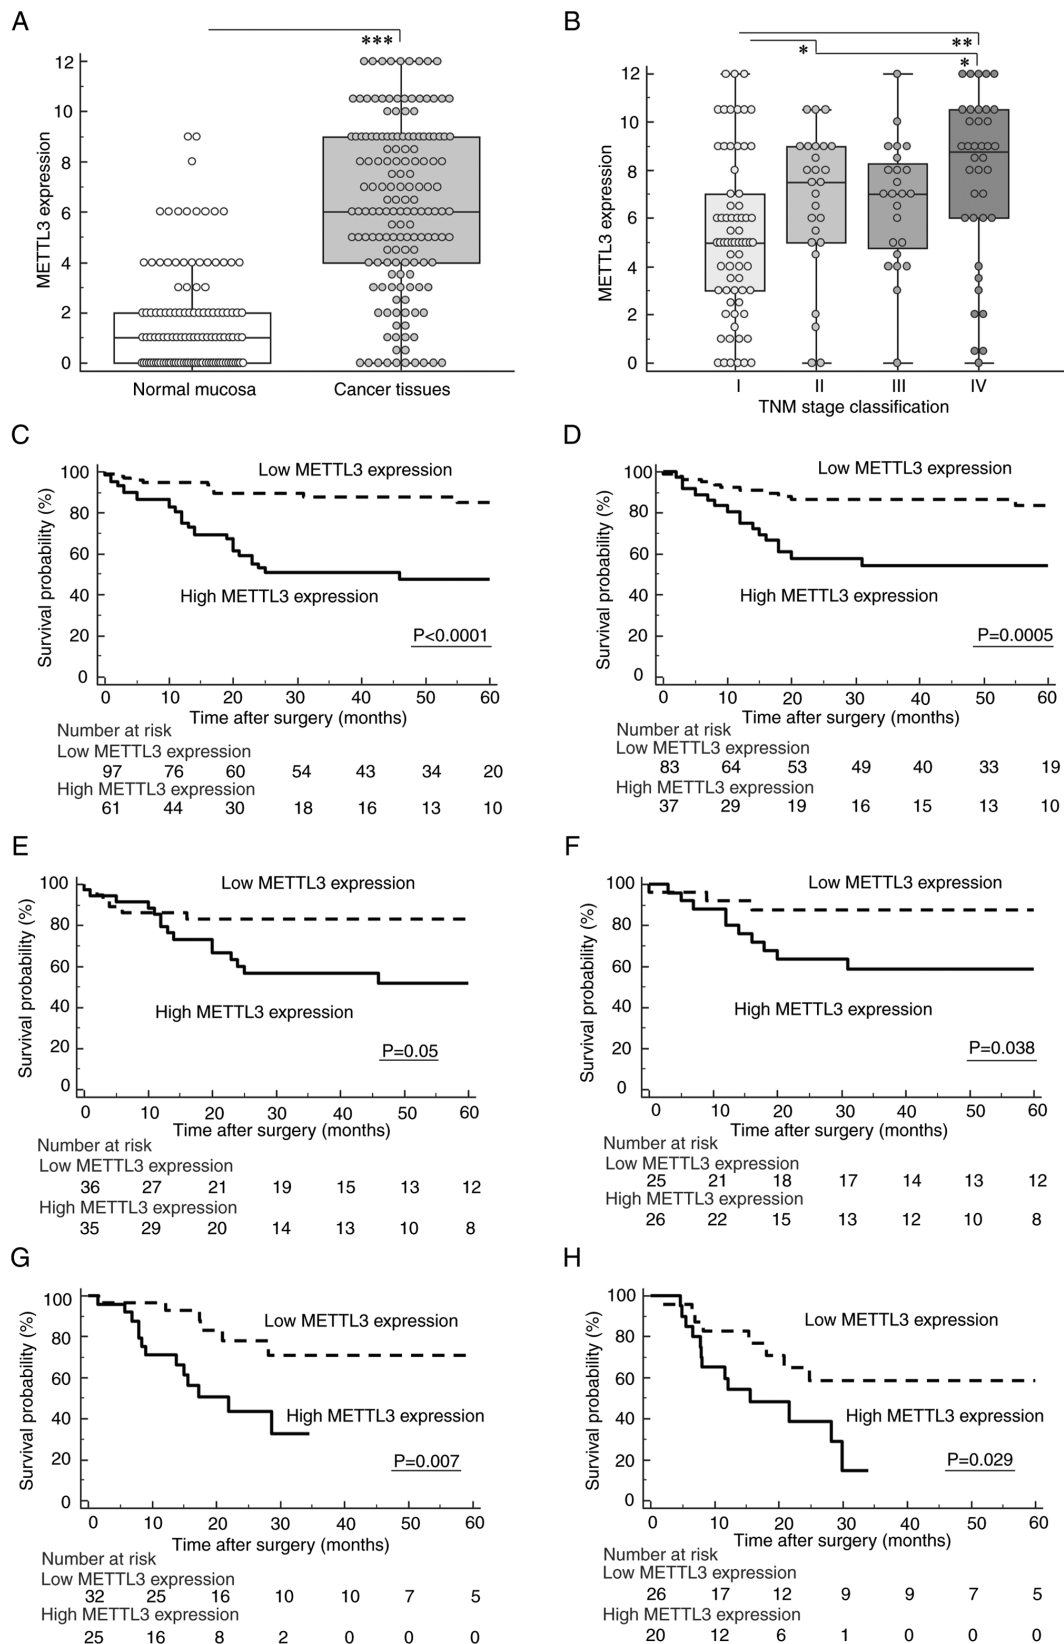 A
***
METTL3 expression
12
10
8
6
4
2
0
Normal mucosa
Cancer tissues
B
*
**
*
METTL3 expression
12
10
8
6
4
2
0
I
II
III
IV
TNM stage classification
C
Survival probability (%)
100
80
60
40
20
0
Low METTL3 expression
High METTL3 expression
P<0.0001
0 10 20 30 40 50 60
Time after surgery (months)
Number at risk
Low METTL3 expression
97 76 60 54 43 34 20
High METTL3 expression
61 44 30 18 16 13 10
D
Survival probability (%)
100
80
60
40
20
0
Low METTL3 expression
High METTL3 expression
P=0.0005
0 10 20 30 40 50 60
Time after surgery (months)
Number at risk
Low METTL3 expression
83 64 53 49 40 33 19
High METTL3 expression
37 29 19 16 15 13 10
E
Survival probability (%)
100
80
60
40
20
0
Low METTL3 expression
High METTL3 expression
P=0.05
0 10 20 30 40 50 60
Time after surgery (months)
Number at risk
Low METTL3 expression
36 27 21 19 15 13 12
High METTL3 expression
35 29 20 14 13 10 8
F
Survival probability (%)
100
80
60
40
20
0
Low METTL3 expression
High METTL3 expression
P=0.038
0 10 20 30 40 50 60
Time after surgery (months)
Number at risk
Low METTL3 expression
25 21 18 17 14 13 12
High METTL3 expression
26 22 15 13 12 10 8
G
Survival probability (%)
100
80
60
40
20
0
Low METTL3 expression
High METTL3 expression
P=0.007
0 10 20 30 40 50 60
Time after surgery (months)
Number at risk
Low METTL3 expression
32 25 16 10 10 7 5
High METTL3 expression
25 16 8 2 0 0 0
H
Survival probability (%)
100
80
60
40
20
0
Low METTL3 expression
High METTL3 expression
P=0.029
0 10 20 30 40 50 60
Time after surgery (months)
Number at risk
Low METTL3 expression
26 17 12 9 9 7 5
High METTL3 expression
20 12 6 1 0 0 0